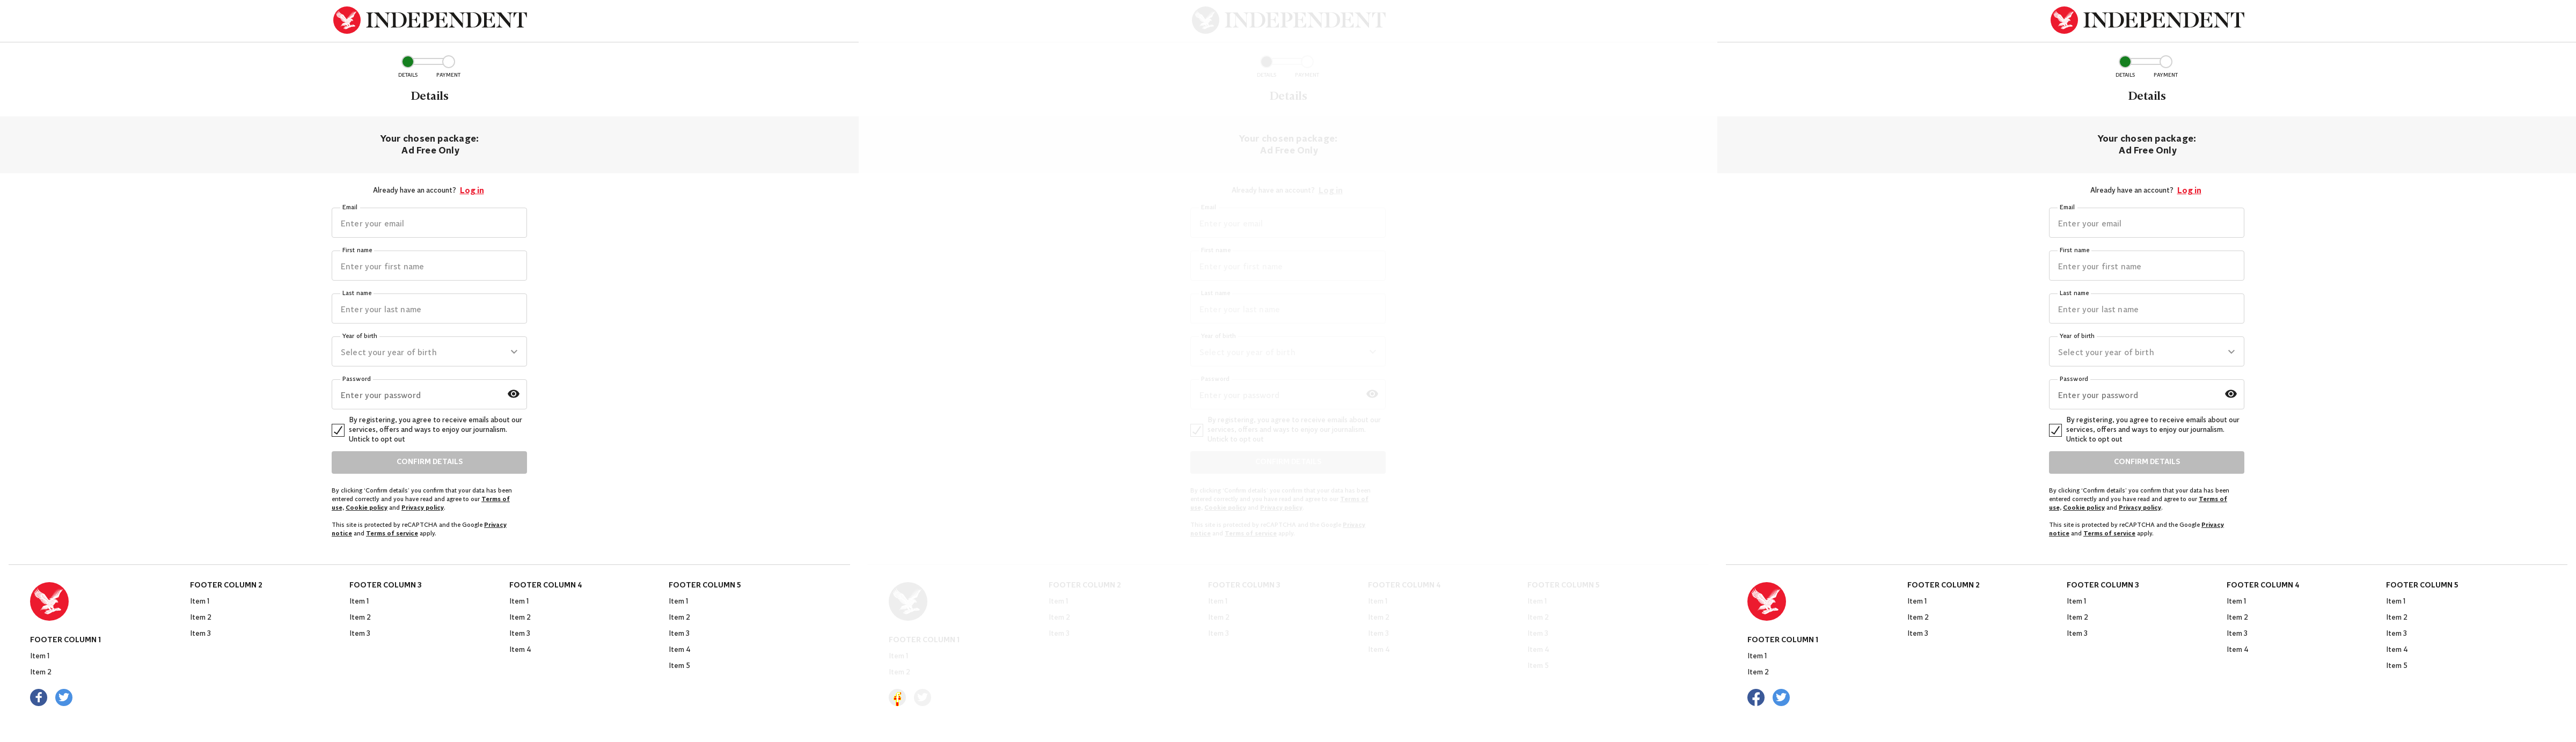 INDEPENDENT
DETAILS PAYMENT
Details
Your chosen package:
Ad Free Only
Already have an account? Log in
Email
Enter your email
First name
Enter your first name
Last name
Enter your last name
Year of birth
Select your year of birth
Password
Enter your password
By registering, you agree to receive emails about our
services, offers and ways to enjoy our journalism.
Untick to opt out
CONFIRM DETAILS
By clicking 'Confirm details' you confirm that your data has been
entered correctly and you have read and agree to our Terms of
use, Cookie policy and Privacy policy.
This site is protected by reCAPTCHA and the Google Privacy
notice and Terms of service apply.
FOOTER COLUMN 1
Item 1
Item 2
FOOTER COLUMN 2
Item 1
Item 2
Item 3
FOOTER COLUMN 3
Item 1
Item 2
Item 3
FOOTER COLUMN 4
Item 1
Item 2
Item 3
Item 4
FOOTER COLUMN 5
Item 1
Item 2
Item 3
Item 4
Item 5
INDEPENDENT
DETAILS PAYMENT
Details
Your chosen package:
Ad Free Only
Already have an account? Log in
Email
Enter your email
First name
Enter your first name
Last name
Enter your last name
Year of birth
Select your year of birth
Password
Enter your password
By registering, you agree to receive emails about our
services, offers and ways to enjoy our journalism.
Untick to opt out
By clicking 'Confirm details' you confirm that your data has been
entered correctly and you have read and agree to our Terms of
use, Cookie policy and Privacy policy.
This site is protected by reCAPTCHA and the Google Privacy
notice and Terms of service apply.
FOOTER COLUMN 1
Item 1
Item 2
FOOTER COLUMN 2
Item 1
Item 2
Item 3
FOOTER COLUMN 3
Item 1
Item 2
Item 3
FOOTER COLUMN 4
Item 1
Item 2
Item 3
Item 4
FOOTER COLUMN 5
Item 1
Item 2
Item 3
Item 4
Item 5
INDEPENDENT
DETAILS PAYMENT
Details
Your chosen package:
Ad Free Only
Already have an account? Log in
Email
Enter your email
First name
Enter your first name
Last name
Enter your last name
Year of birth
Select your year of birth
Password
Enter your password
By registering, you agree to receive emails about our
services, offers and ways to enjoy our journalism.
Untick to opt out
CONFIRM DETAILS
By clicking 'Confirm details' you confirm that your data has been
entered correctly and you have read and agree to our Terms of
use, Cookie policy and Privacy policy.
This site is protected by reCAPTCHA and the Google Privacy
notice and Terms of service apply.
FOOTER COLUMN 1
Item 1
Item 2
FOOTER COLUMN 2
Item 1
Item 2
Item 3
FOOTER COLUMN 3
Item 1
Item 2
Item 3
FOOTER COLUMN 4
Item 1
Item 2
Item 3
Item 4
FOOTER COLUMN 5
Item 1
Item 2
Item 3
Item 4
Item 5